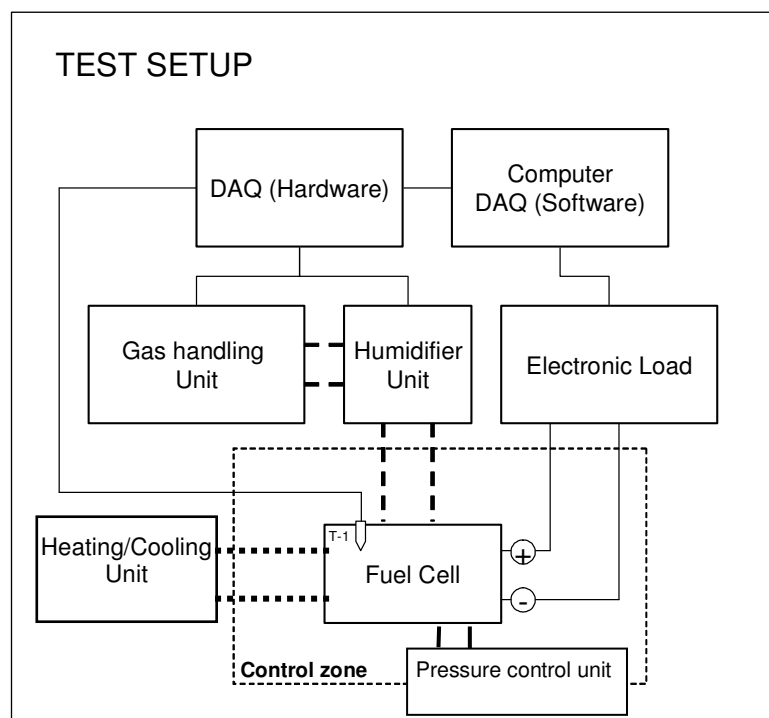 TEST SETUP
DAQ (Hardware)
Computer
DAQ (Software)
Gas handling
Unit
Humidifier
Unit
Electronic Load
Heating/Cooling
Unit
T-1
Fuel Cell
+
-
Control zone
Pressure control unit